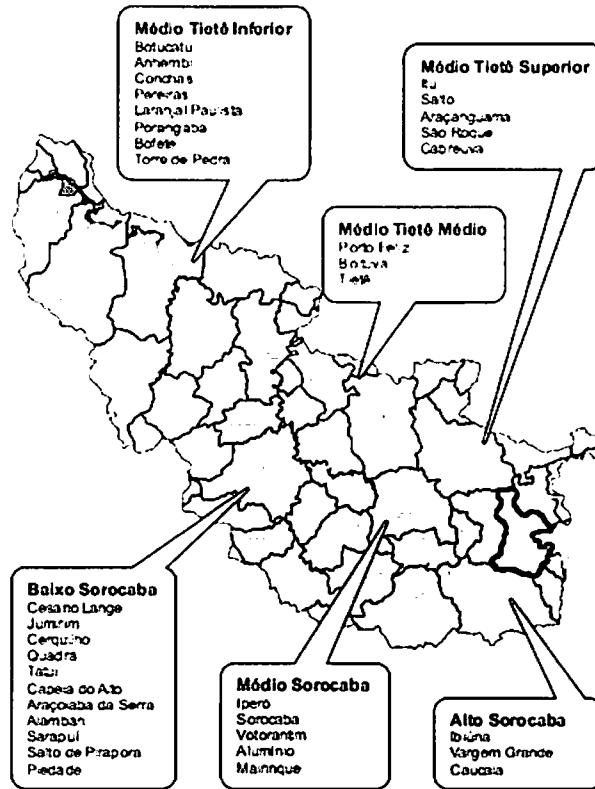 Médio Tietê Inferior
Botucatu
Anhembi
Conchas
Pereiras
Laranjal Paulista
Porangaba
Bofete
Torre de Pedra
Médio Tietê Superior
Itu
Salto
Araçariguama
São Roque
Cabreúva
Médio Tietê Médio
Porto Feliz
Boituva
Tietê
Baixo Sorocaba
Cesário Lange
Jumirim
Cerquilho
Quadra
Tatuí
Capela do Alto
Araçoiaba da Serra
Alambari
Sarapuí
Salto de Pirapora
Piedade
Médio Sorocaba
Iperó
Sorocaba
Votorantim
Alumínio
Mairinque
Alto Sorocaba
Ibiúna
Vargem Grande
Caucaia